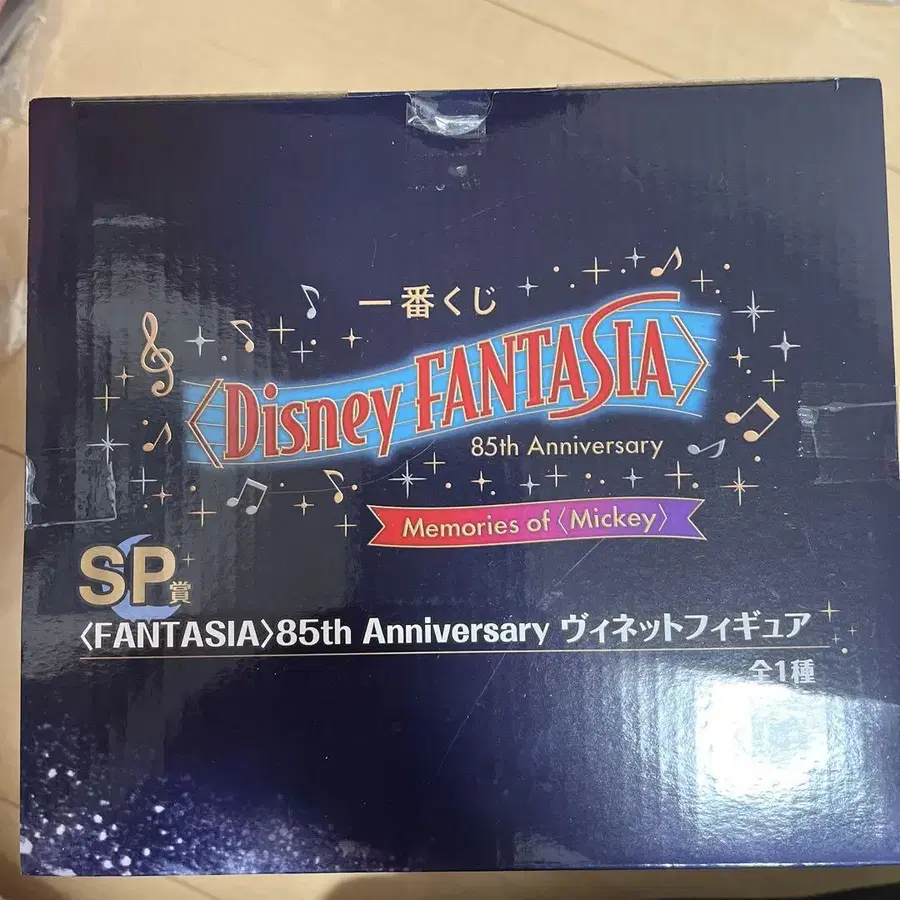 一番くじ
〈Disney FANTASIA〉
85th Anniversary
Memories of〈Mickey〉
SP賞
〈FANTASIA〉85th Anniversary ヴィネットフィギュア
全1種